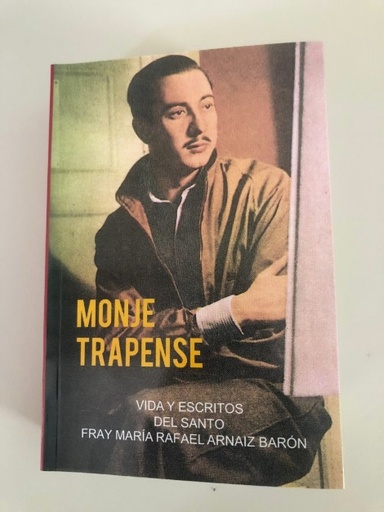 MONJE
TRAPENSE
VIDA Y ESCRITOS
DEL SANTO
FRAY MARÍA RAFAEL ARNAIZ BARÓN